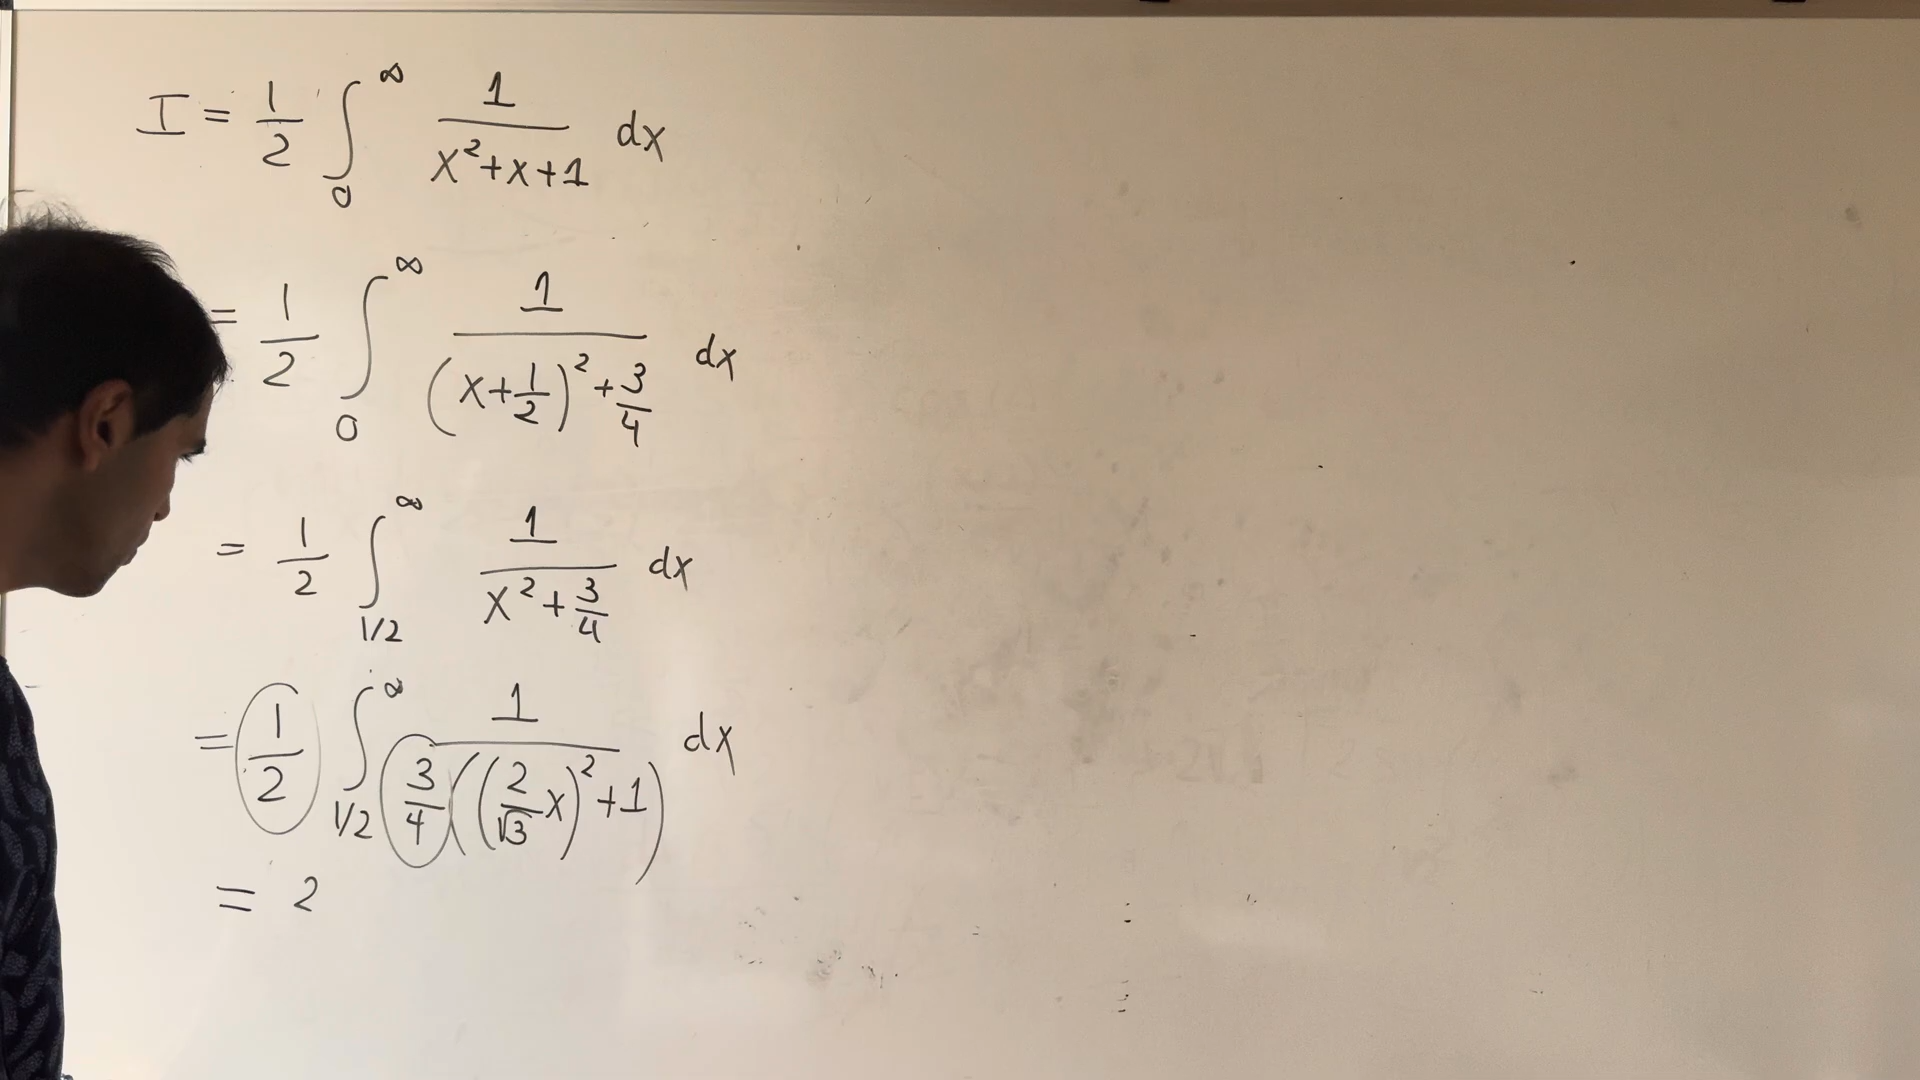 I = 1/2 ∫₀^∞ 1/(x²+x+1) dx
= 1/2 ∫₀^∞ 1/((x+1/2)²+3/4) dx
= 1/2 ∫_{1/2}^∞ 1/(x²+3/4) dx
= 1/2 ∫_{1/2}^∞ 1/(3/4((2/√3 x)²+1)) dx
= 2